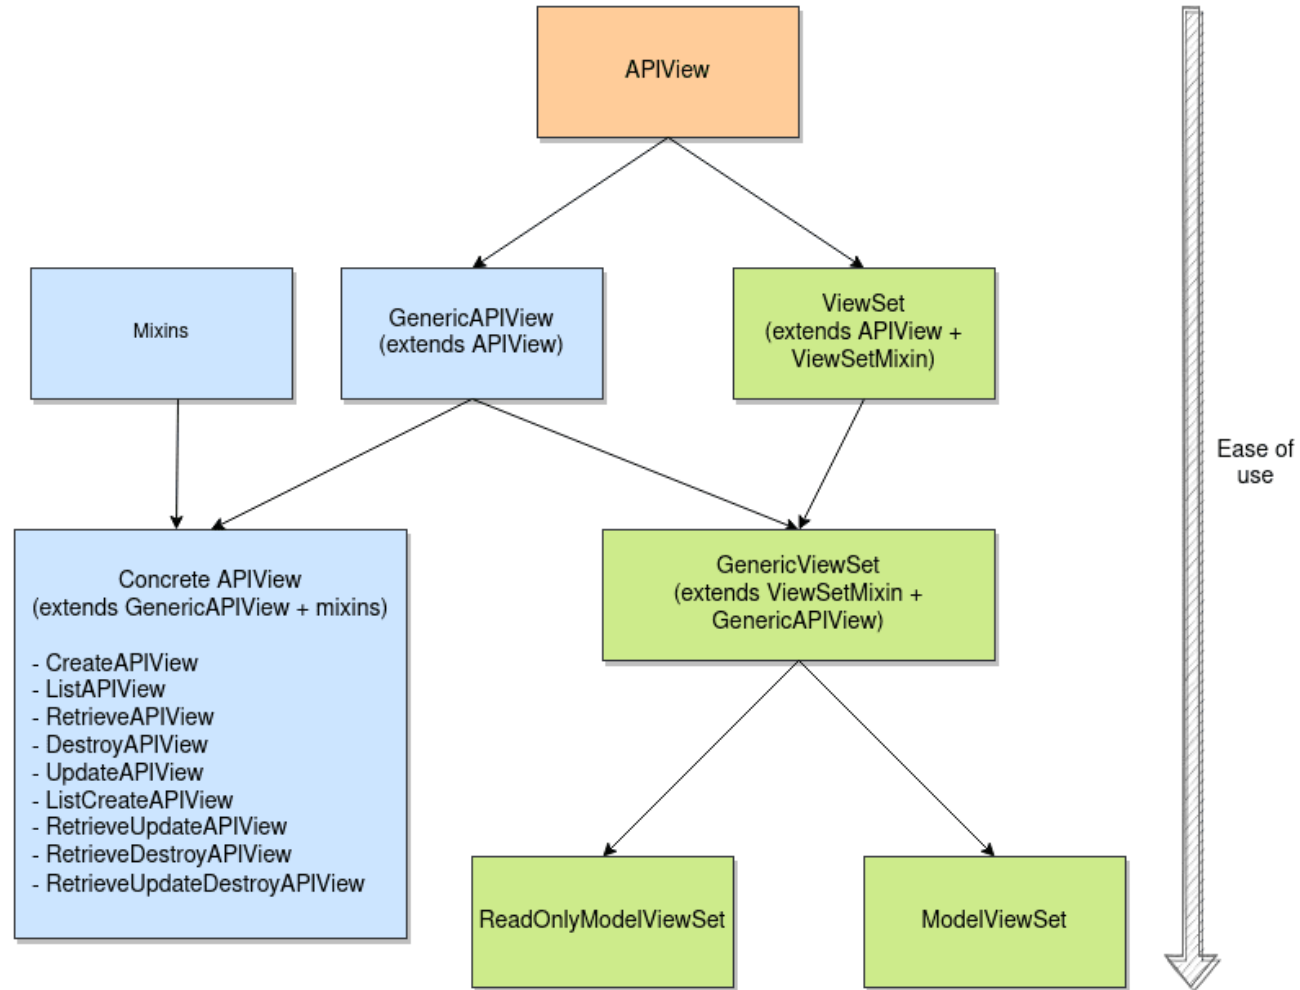 APIView
Mixins
GenericAPIView
(extends APIView)
ViewSet
(extends APIView +
ViewSetMixin)
Ease of
use
Concrete APIView
(extends GenericAPIView + mixins)
- CreateAPIView
- ListAPIView
- RetrieveAPIView
- DestroyAPIView
- UpdateAPIView
- ListCreateAPIView
- RetrieveUpdateAPIView
- RetrieveDestroyAPIView
- RetrieveUpdateDestroyAPIView
GenericViewSet
(extends ViewSetMixin +
GenericAPIView)
ReadOnlyModelViewSet
ModelViewSet